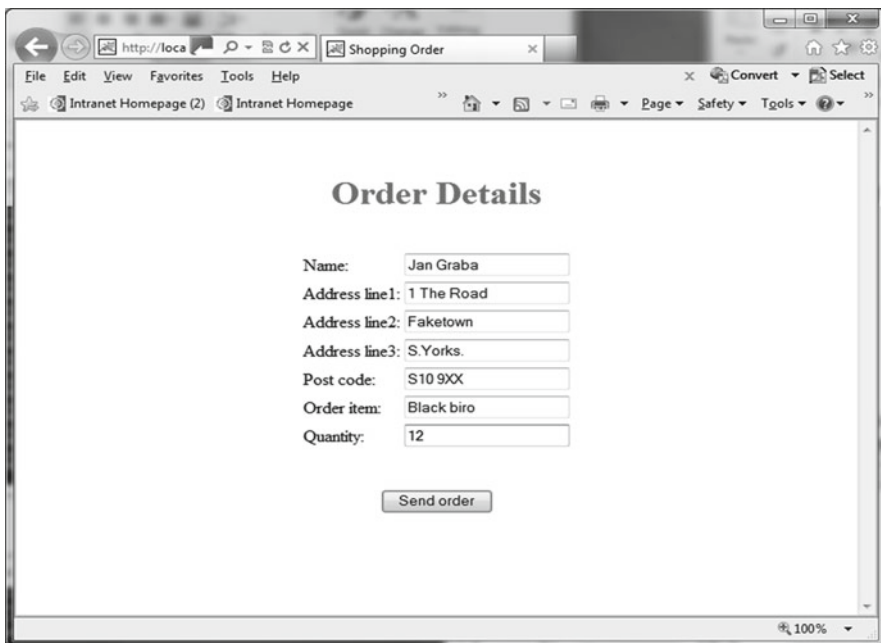 http://loca
Shopping Order
File Edit View Favorites Tools Help
Convert Select
Intranet Homepage (2) Intranet Homepage
Page Safety Tools
Order Details
Name: Jan Graba
Address line1: 1 The Road
Address line2: Faketown
Address line3: S.Yorks.
Post code: S10 9XX
Order item: Black biro
Quantity: 12
Send order
100%